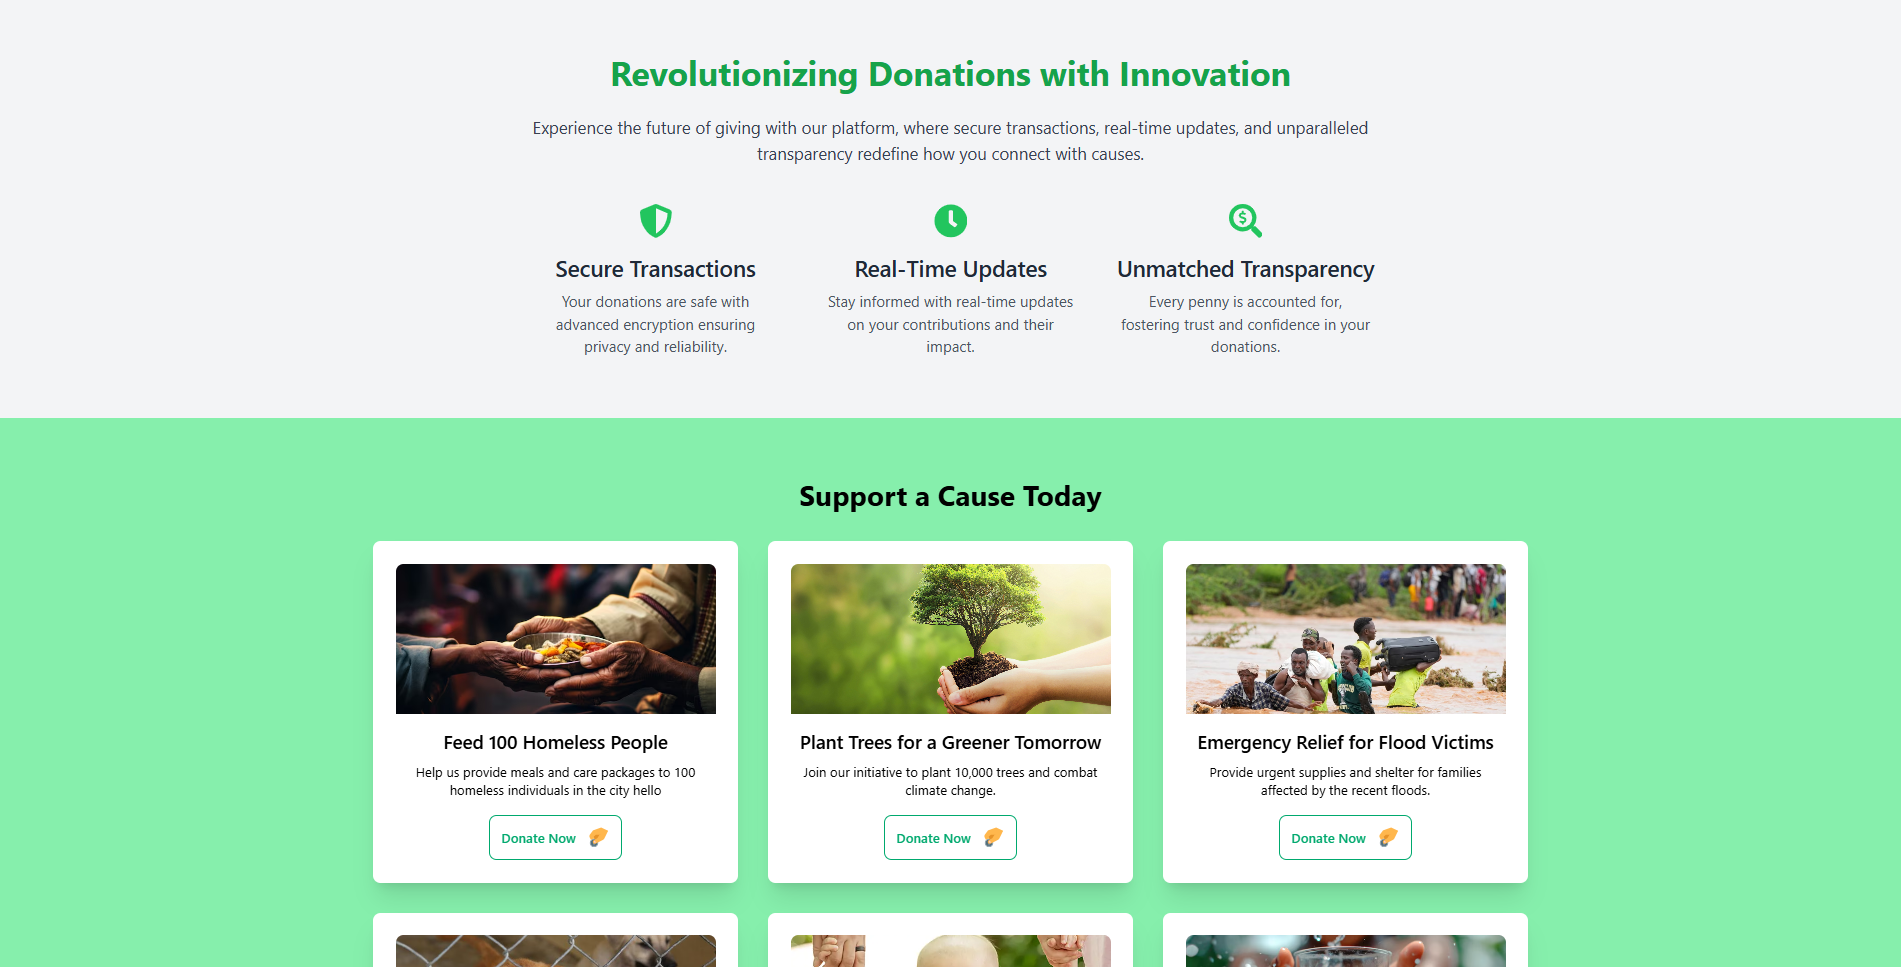 Revolutionizing Donations with Innovation
Experience the future of giving with our platform, where secure transactions, real-time updates, and unparalleled
transparency redefine how you connect with causes.
Secure Transactions
Your donations are safe with
advanced encryption ensuring
privacy and reliability.
Real-Time Updates
Stay informed with real-time updates
on your contributions and their
impact.
Unmatched Transparency
Every penny is accounted for,
fostering trust and confidence in your
donations.
Support a Cause Today
Feed 100 Homeless People
Help us provide meals and care packages to 100
homeless individuals in the city hello
Donate Now
Plant Trees for a Greener Tomorrow
Join our initiative to plant 10,000 trees and combat
climate change.
Donate Now
Emergency Relief for Flood Victims
Provide urgent supplies and shelter for families
affected by the recent floods.
Donate Now